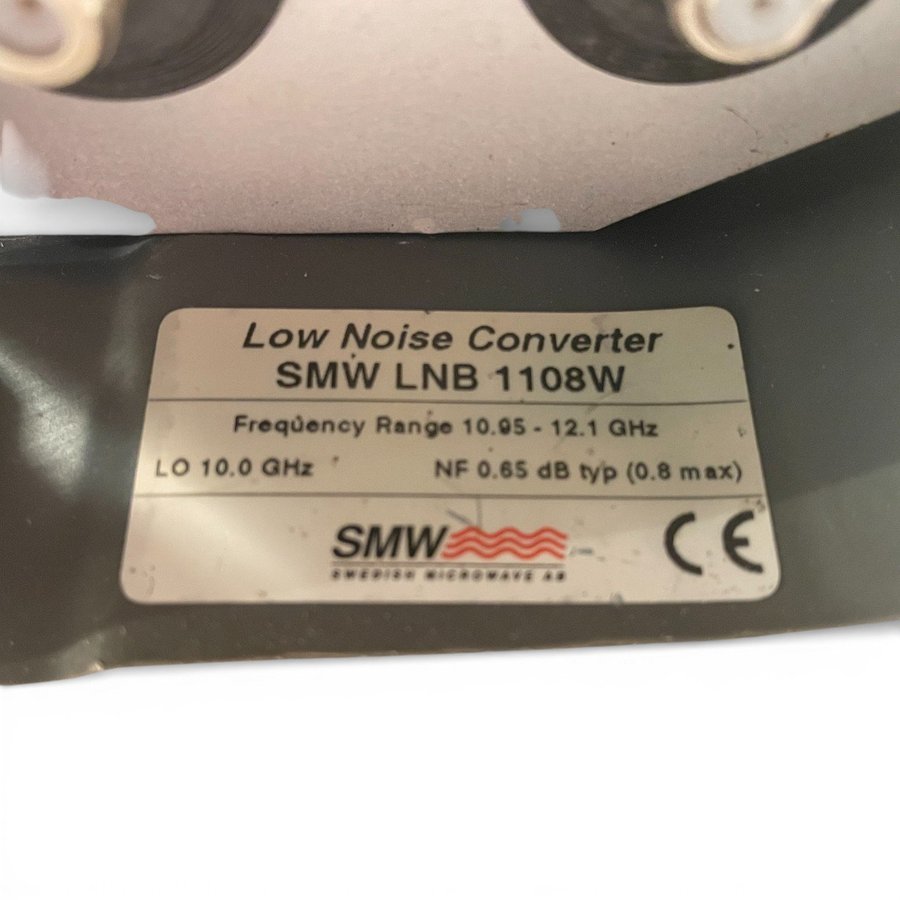 Low Noise Converter
SMW LNB 1108W
Frequency Range 10.95 - 12.1 GHz
LO 10.0 GHz NF 0.65 dB typ (0.8 max)
SMW
SWEDISH MICROWAVE AB
CE